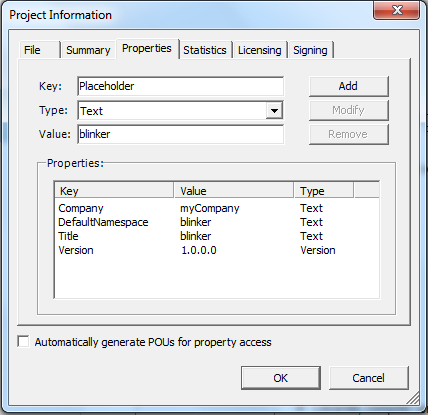 Project Information
File Summary Properties Statistics Licensing Signing
Key: Placeholder Add
Type: Text Modify
Value: blinker Remove
Properties:
Key Value Type
Company myCompany Text
DefaultNamespace blinker Text
Title blinker Text
Version 1.0.0.0 Version
Automatically generate POUs for property access
OK Cancel